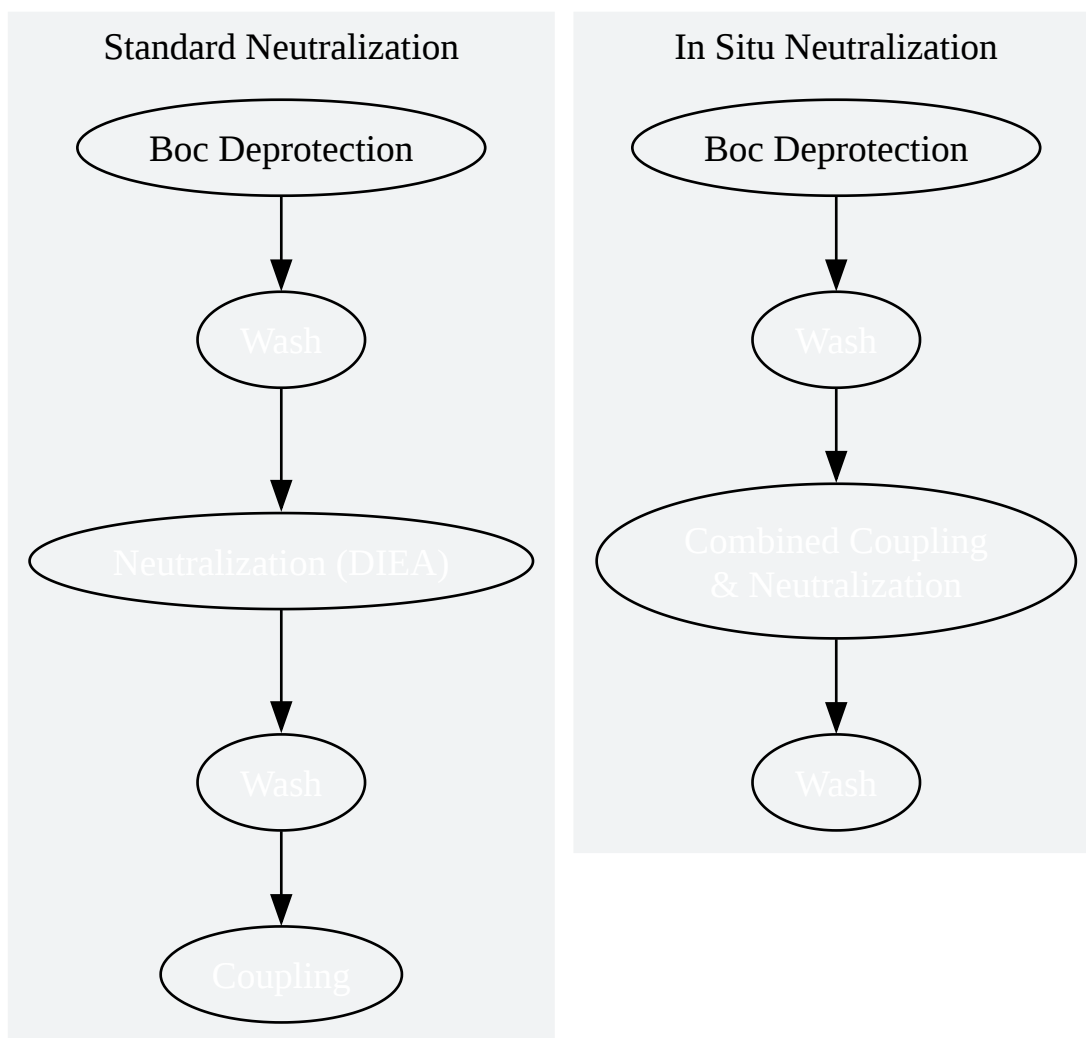 Standard Neutralization
Boc Deprotection
Wash
Neutralization (DIEA)
Wash
Coupling
In Situ Neutralization
Boc Deprotection
Wash
Combined Coupling
& Neutralization
Wash